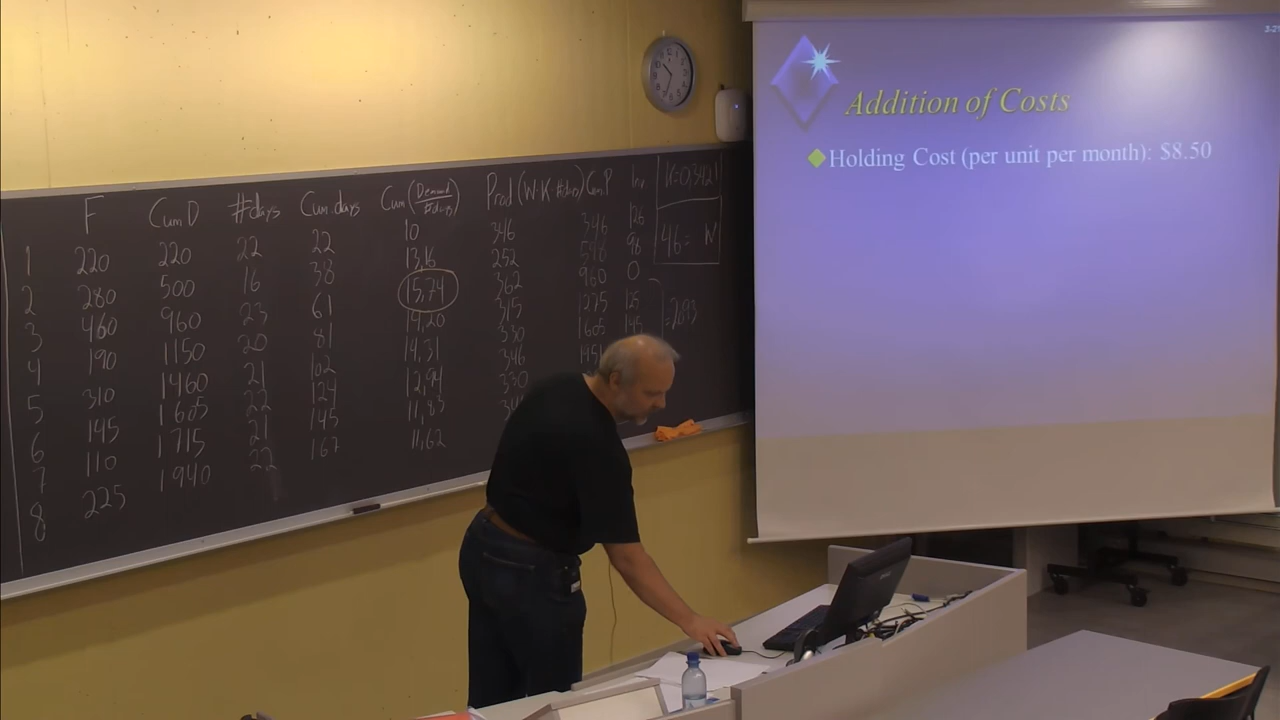 Addition of Costs
Holding Cost (per unit per month): $8.50
F Cum D #days Cum. days Cum (Demand/#days) Prod (W·K·#days) Cum. P Inv
1 220 220 22 22 10 346 346 126
2 280 500 16 38 13,16 252 598 98
3 460 960 23 61 15,74 362 960 0
4 190 1150 20 81 14,20 315 1275 125
5 310 1460 21 102 14,31 330 1605 145
6 145 1605 22 124 12,94 346 1951
7 110 1715 21 145 11,83 330
8 225 1940 22 167 11,62
K=0,3421
46 = W